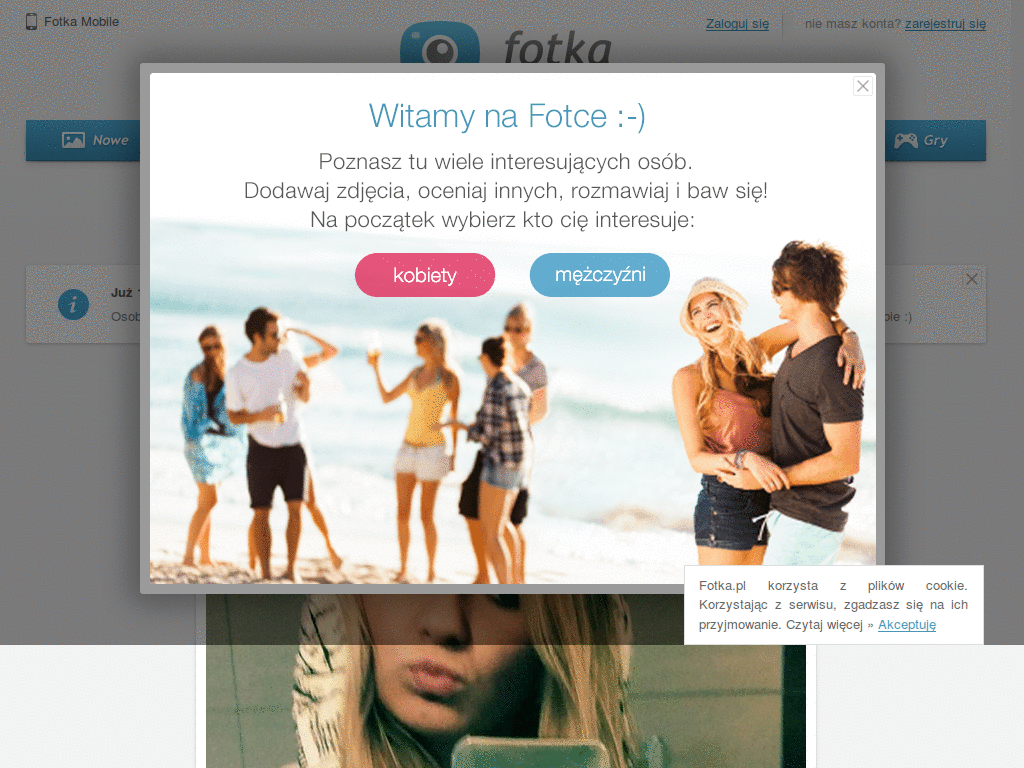 Fotka Mobile
Zaloguj się
nie masz konta? zarejestruj się
fotka
Nowe
Gry
Witamy na Fotce :-)
Poznasz tu wiele interesujących osób.
Dodawaj zdjęcia, oceniaj innych, rozmawiaj i baw się!
Na początek wybierz kto cię interesuje:
kobiety
mężczyźni
Już
:)
Fotka.pl korzysta z plików cookie.
Korzystając z serwisu, zgadzasz się na ich
przyjmowanie. Czytaj więcej » Akceptuję